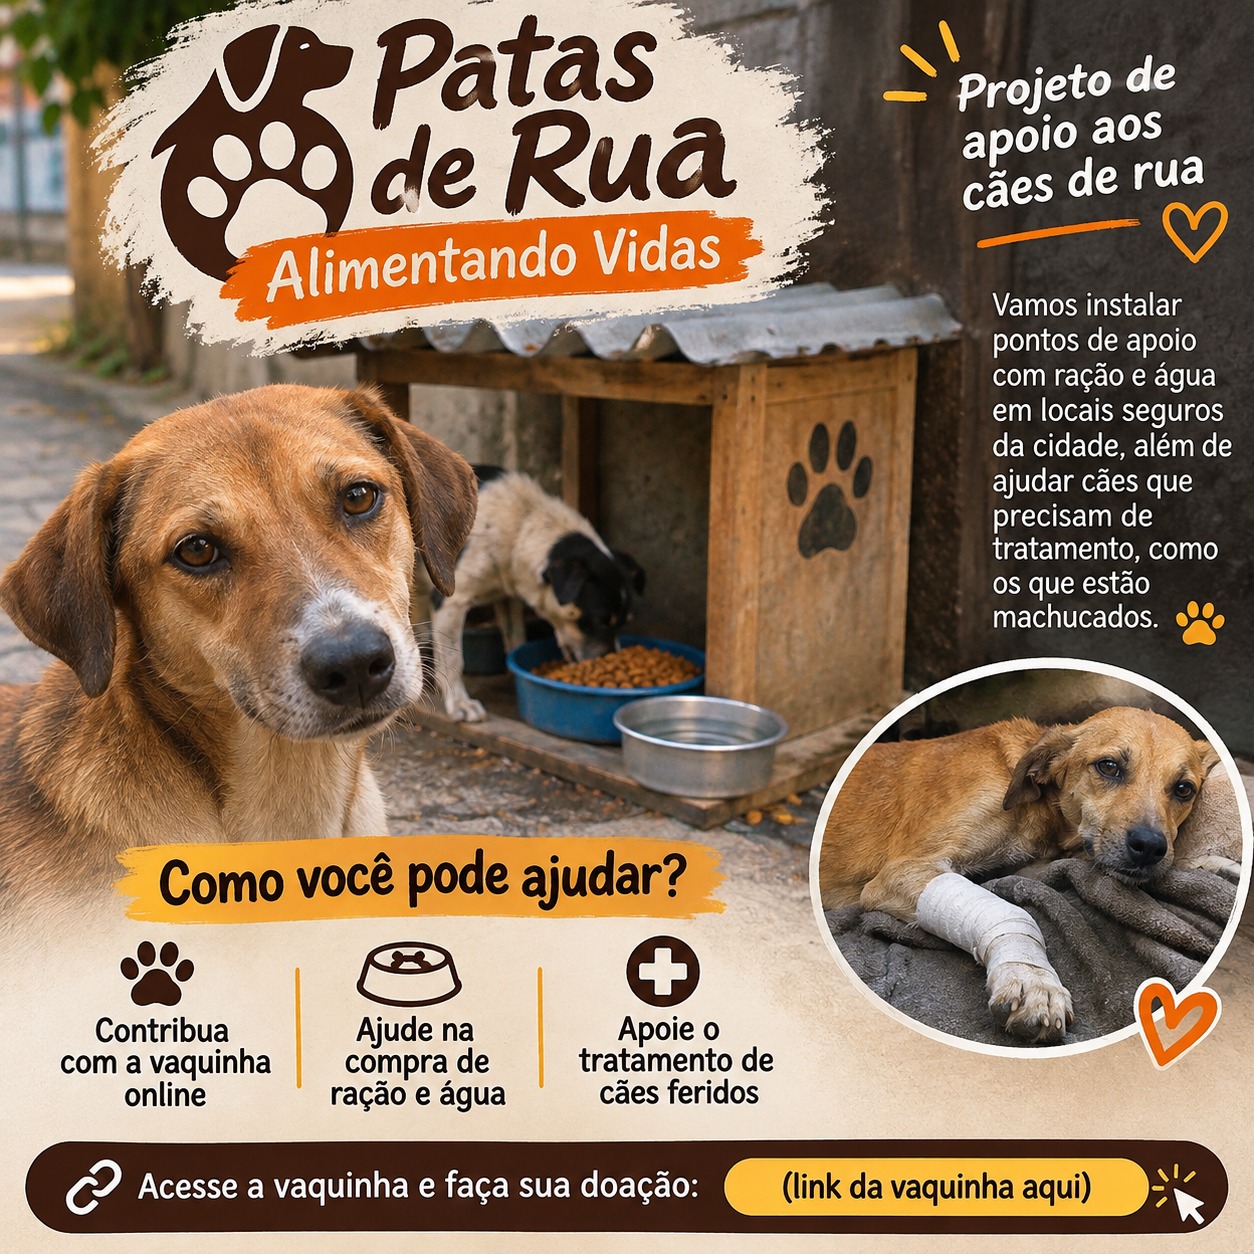 Patas
de Rua
Alimentando Vidas
Projeto de
apoio aos
cães de rua
Vamos instalar
pontos de apoio
com ração e água
em locais seguros
da cidade, além de
ajudar cães que
precisam de
tratamento, como
os que estão
machucados.
Como você pode ajudar?
Contribua
com a vaquinha
online
Ajude na
compra de
ração e água
Apoie o
tratamento de
cães feridos
Acesse a vaquinha e faça sua doação:
(link da vaquinha aqui)